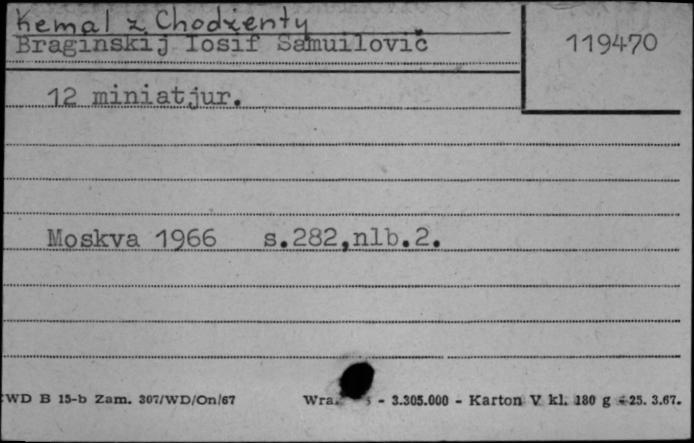 Kemal z Chodżenty
Braginskij Iosif Samuilovič
119470
12 miniatjur.
Moskva 1966 s.282,nlb.2.
WD B 15-b Zam. 307/WD/On/67 - 3.305.000 - Karton V kl. 180 g - 25. 3.67.